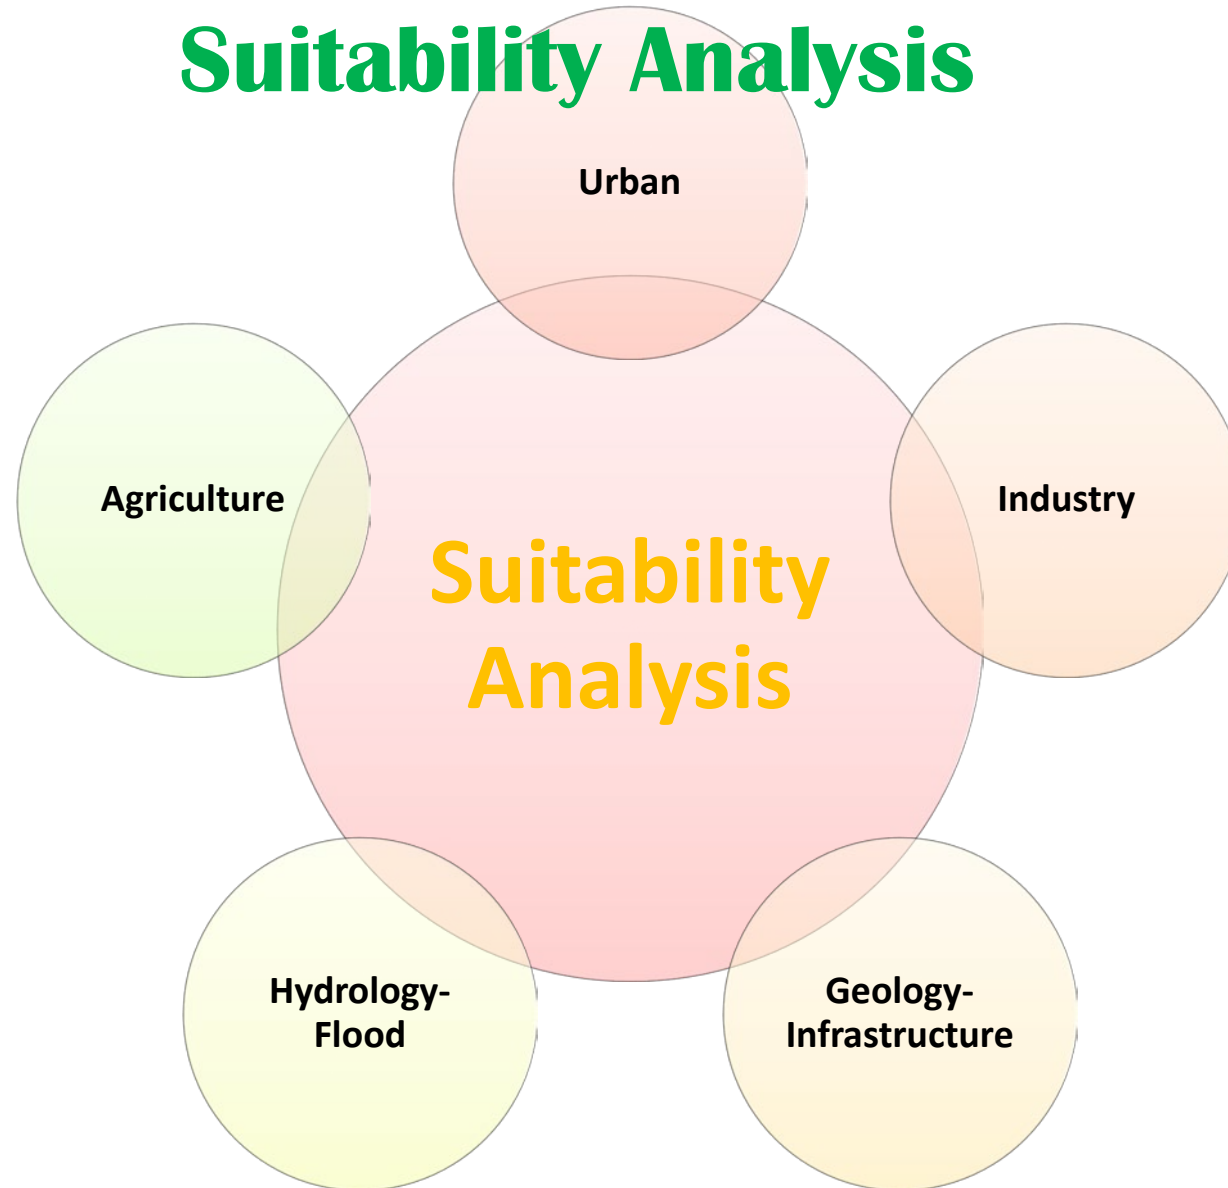 Suitability Analysis
Urban
Agriculture
Industry
Suitability
Analysis
Hydrology-
Flood
Geology-
Infrastructure